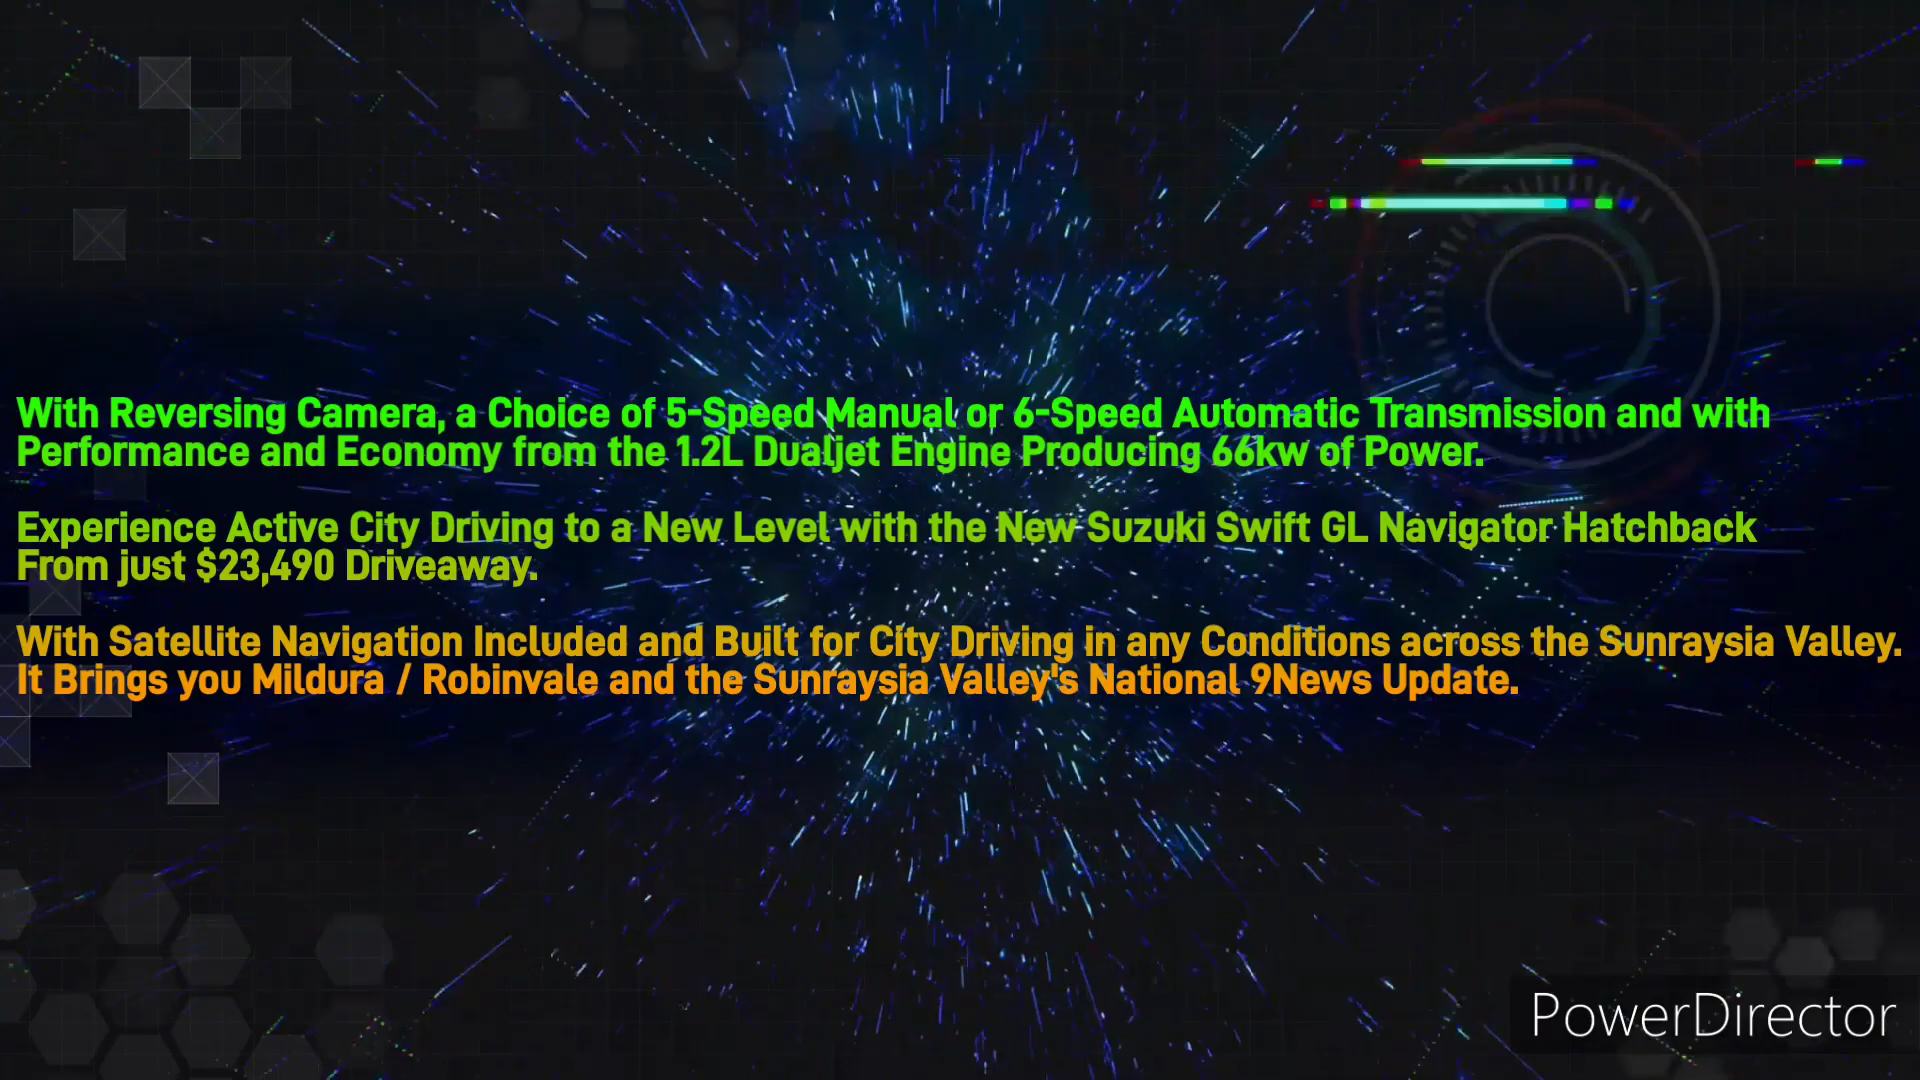 With Reversing Camera, a Choice of 5-Speed Manual or 6-Speed Automatic Transmission and with
Performance and Economy from the 1.2L Dualjet Engine Producing 66kw of Power.
Experience Active City Driving to a New Level with the New Suzuki Swift GL Navigator Hatchback
From just $23,490 Driveaway.
With Satellite Navigation Included and Built for City Driving in any Conditions across the Sunraysia Valley.
It Brings you Mildura / Robinvale and the Sunraysia Valley's National 9News Update.
PowerDirector